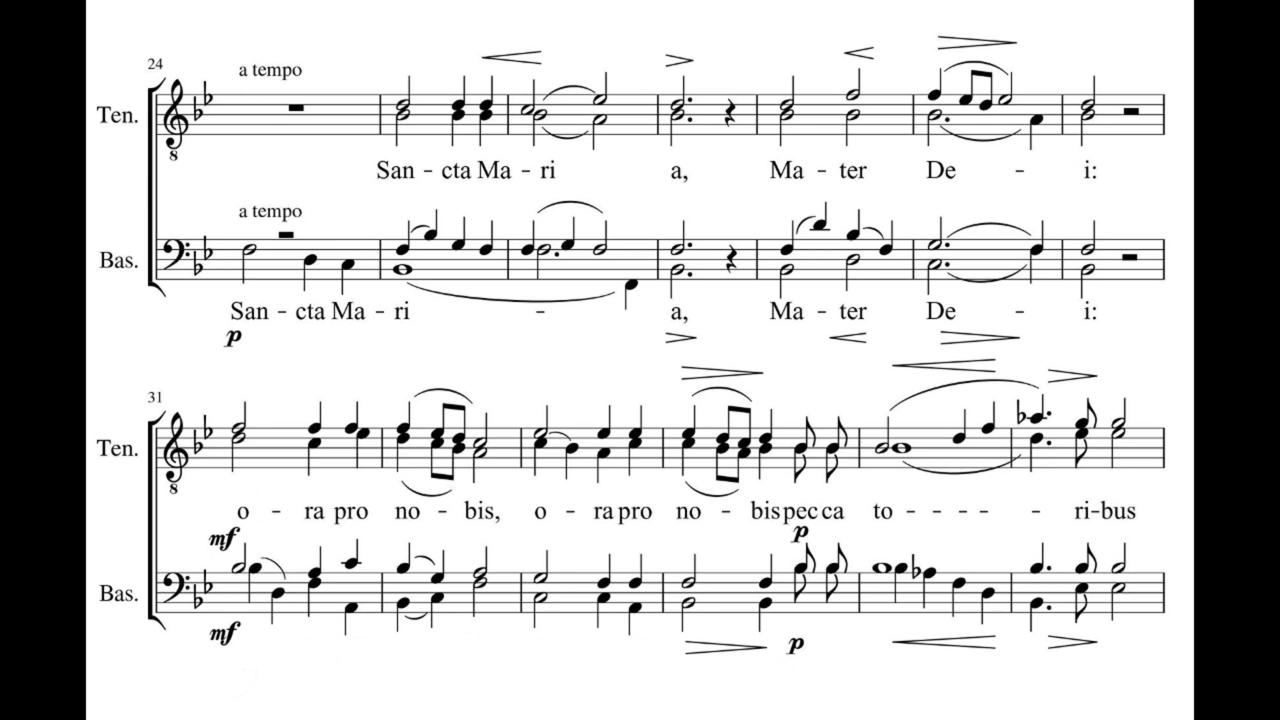 24
a tempo
Ten.
San - cta Ma - ri a, Ma - ter De - i:
a tempo
Bas.
San - cta Ma - ri - a, Ma - ter De - i:
p
31
Ten.
o - ra pro no - bis, o - ra pro no - bis pec ca to - - - - - ri-bus
mf p
Bas.
mf p